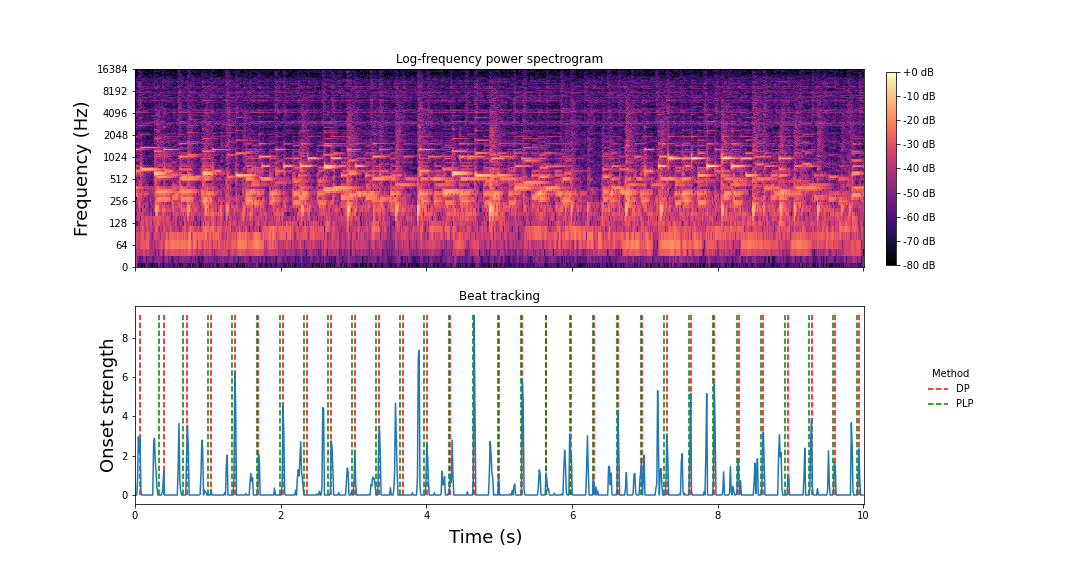 Log-frequency power spectrogram
Frequency (Hz)
16384
8192
4096
2048
1024
512
256
128
64
0
+0 dB
-10 dB
-20 dB
-30 dB
-40 dB
-50 dB
-60 dB
-70 dB
-80 dB
Beat tracking
Onset strength
8
6
4
2
0
0 2 4 6 8 10
Time (s)
Method
DP
PLP